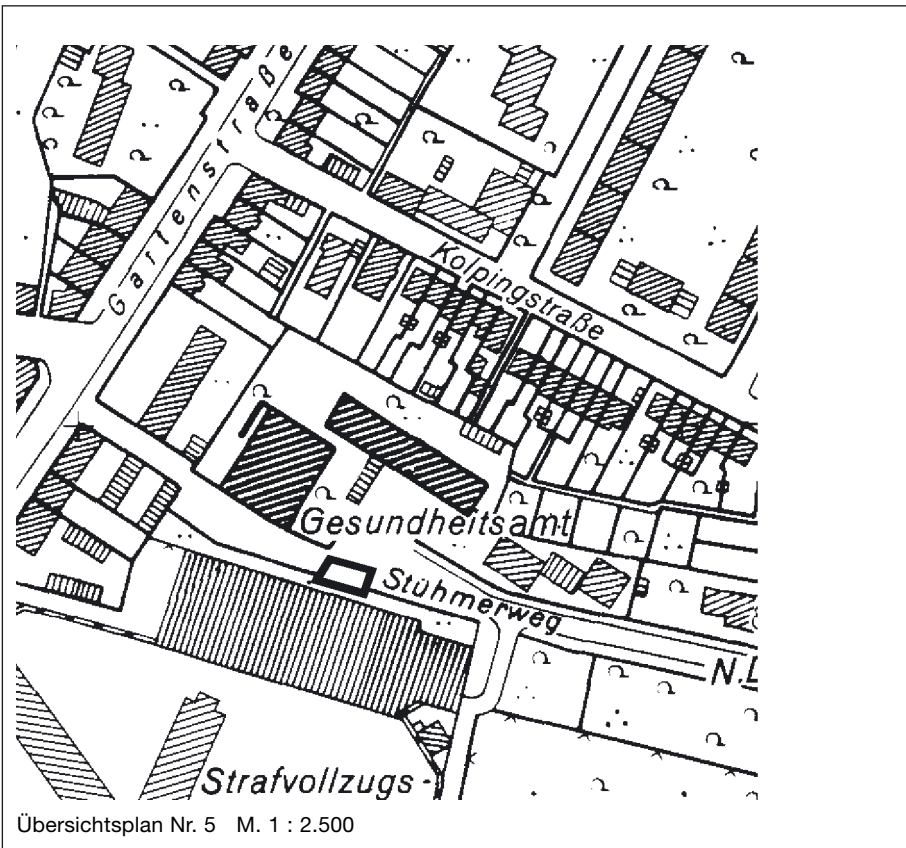 Gartenstraße
Kolpingstraße
Gesundheitsamt
Stühmerweg
N.L
Strafvollzugs-
Übersichtsplan Nr. 5 M. 1 : 2.500